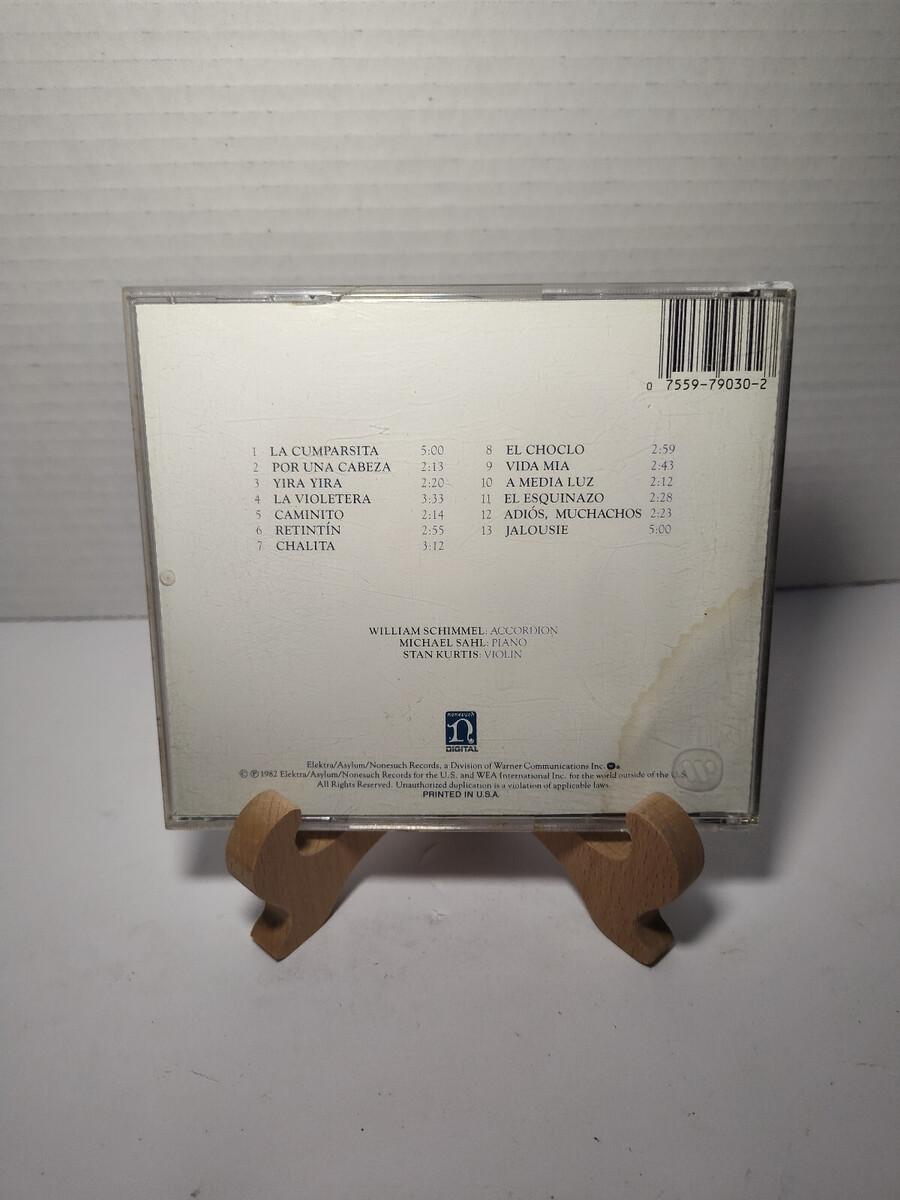 0 7559-79030-2
1 LA CUMPARSITA 5:00
2 POR UNA CABEZA 2:13
3 YIRA YIRA 2:20
4 LA VIOLETERA 3:33
5 CAMINITO 2:14
6 RETINTÍN 2:55
7 CHALITA 3:12
8 EL CHOCLO 2:59
9 VIDA MIA 2:43
10 A MEDIA LUZ 2:12
11 EL ESQUINAZO 2:28
12 ADIÓS, MUCHACHOS 2:23
13 JALOUSIE 5:00
WILLIAM SCHIMMEL: ACCORDION
MICHAEL SAHL: PIANO
STAN KURTIS: VIOLIN
nonesuch
n
DIGITAL
Elektra/Asylum/Nonesuch Records, a Division of Warner Communications Inc.
© ℗ 1982 Elektra/Asylum/Nonesuch Records for the U.S. and WEA International Inc. for the world outside of the U.S.
All Rights Reserved. Unauthorized duplication is a violation of applicable laws.
PRINTED IN U.S.A.